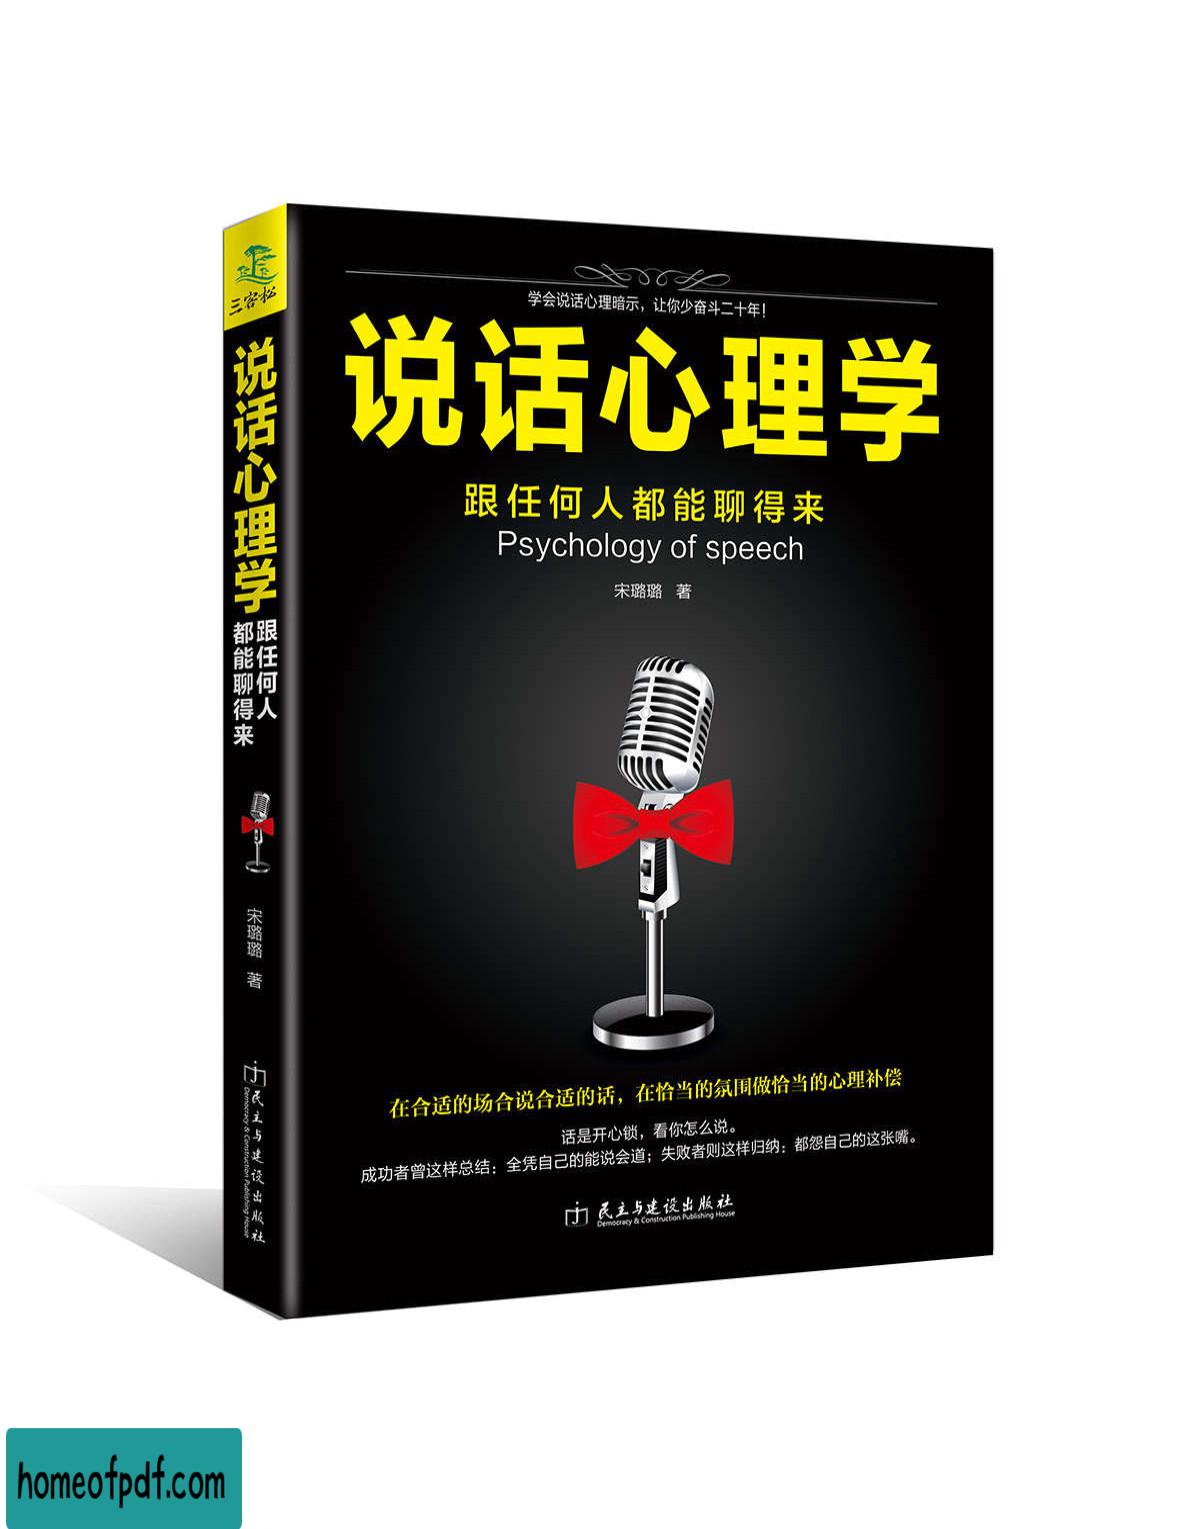 三客松
说话心理学
跟任何人
都能聊得来
宋璐璐 著
民主与建设出版社
Democracy & Construction Publishing House
学会说话心理暗示，让你少奋斗二十年！
说话心理学
跟任何人都能聊得来
Psychology of speech
宋璐璐 著
在合适的场合说合适的话，在恰当的氛围做恰当的心理补偿
话是开心锁，看你怎么说。
成功者曾这样总结：全凭自己的能说会道；失败者则这样归纳：都怨自己的这张嘴。
民主与建设出版社
Democracy & Construction Publishing House
homeofpdf.com